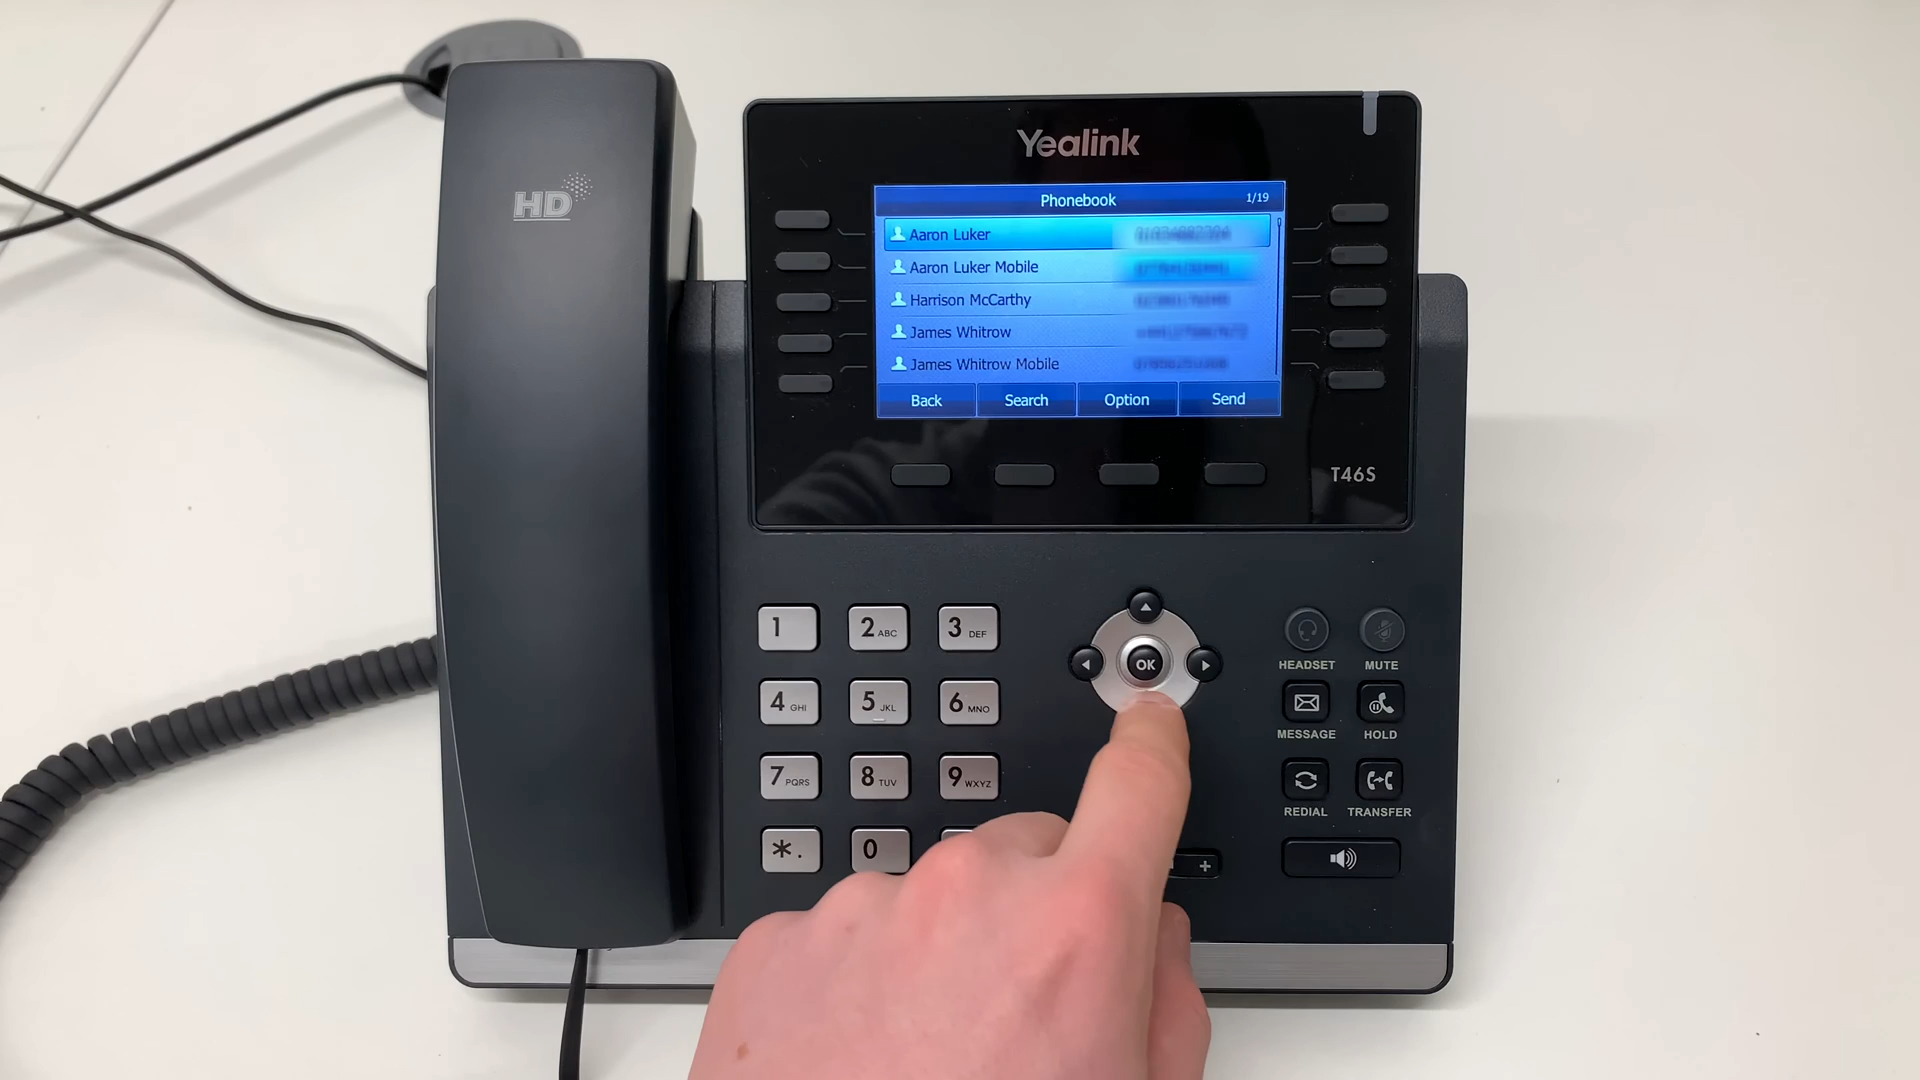 HD
Yealink
Phonebook 1/19
Aaron Luker
Aaron Luker Mobile
Harrison McCarthy
James Whitrow
James Whitrow Mobile
Back Search Option Send
T46S
1 2 ABC 3 DEF
OK
HEADSET MUTE
4 GHI 5 JKL 6 MNO
MESSAGE HOLD
7 PQRS 8 TUV 9 WXYZ
REDIAL TRANSFER
*. 0
+